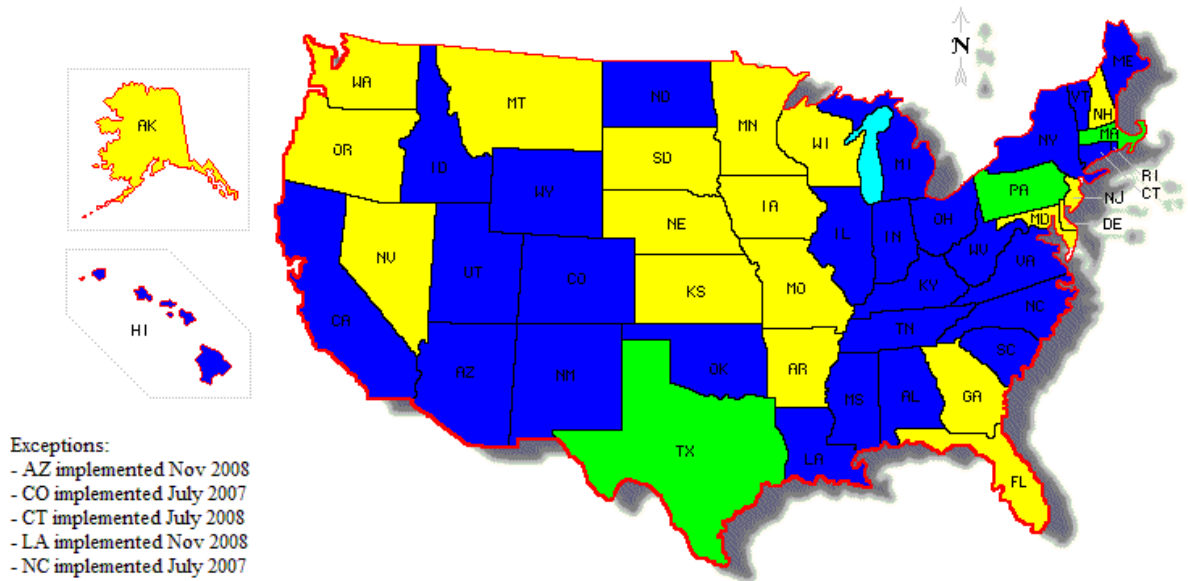 N
WA
MT
ND
MN
ME
VT
NH
AK
OR
ID
SD
WI
MI
NY
MA
RI
CT
WY
NE
IA
PA
NJ
MD
DE
NV
UT
CO
KS
MO
IL
IN
OH
WV
VA
KY
HI
CA
AZ
NM
OK
AR
TN
NC
SC
MS
AL
GA
TX
LA
FL
Exceptions:
- AZ implemented Nov 2008
- CO implemented July 2007
- CT implemented July 2008
- LA implemented Nov 2008
- NC implemented July 2007